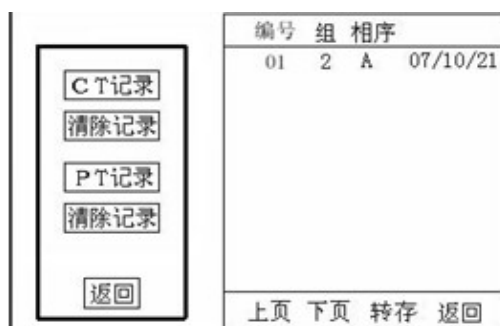 CT记录
清除记录
PT记录
清除记录
返回
编号 组 相序
01 2 A 07/10/21
上页 下页 转存 返回